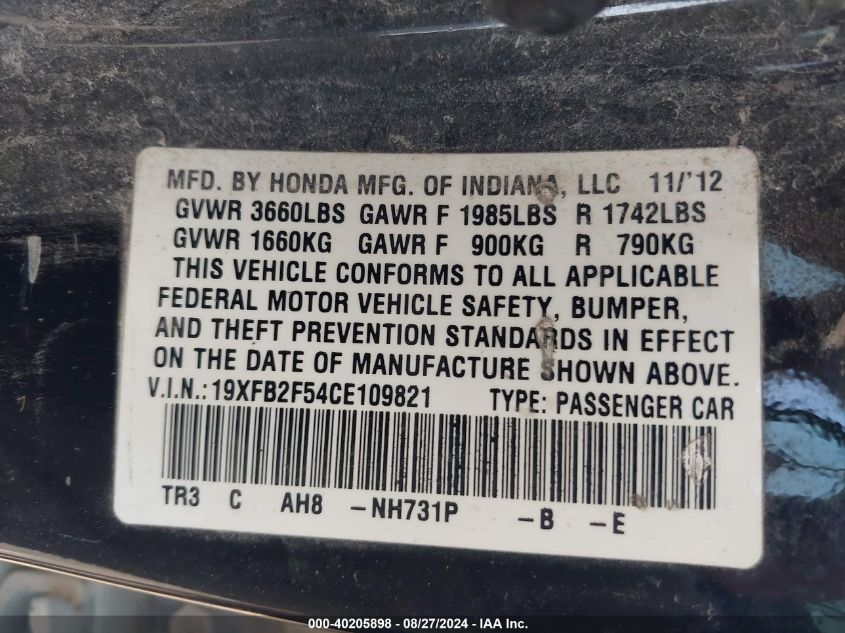 MFD. BY HONDA MFG. OF INDIANA, LLC 11/'12
GVWR 3660LBS GAWR F 1985LBS R 1742LBS
GVWR 1660KG GAWR F 900KG R 790KG
THIS VEHICLE CONFORMS TO ALL APPLICABLE
FEDERAL MOTOR VEHICLE SAFETY, BUMPER,
AND THEFT PREVENTION STANDARDS IN EFFECT
ON THE DATE OF MANUFACTURE SHOWN ABOVE.
V.I.N.: 19XFB2F54CE109821 TYPE: PASSENGER CAR
TR3 C AH8 -NH731P -B -E
000-40205898 - 08/27/2024 - IAA Inc.